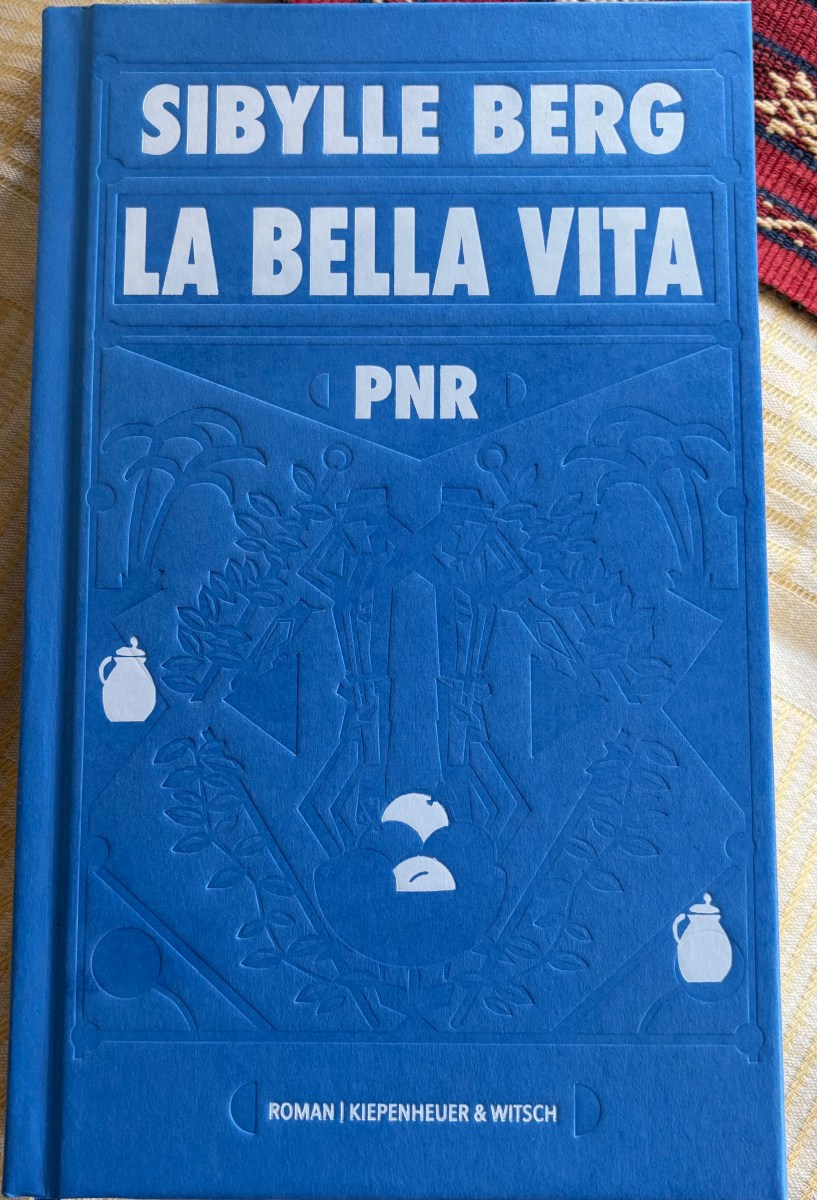 SIBYLLE BERG
LA BELLA VITA
PNR
ROMAN | KIEPENHEUER & WITSCH